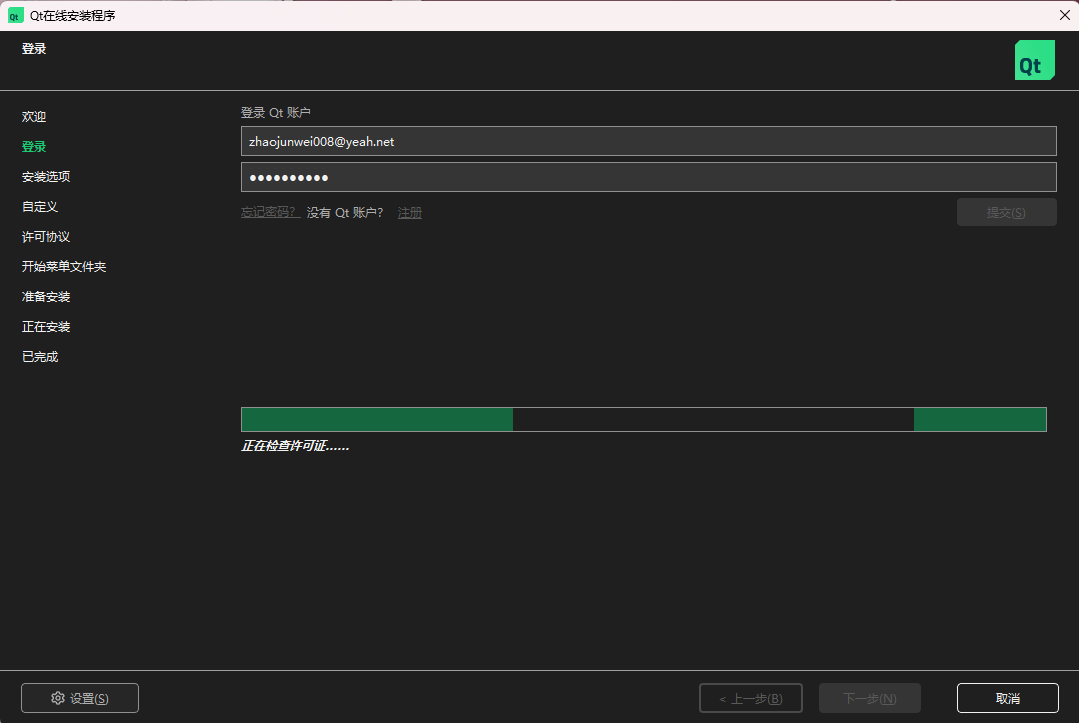 Qt在线安装程序
登录
Qt
欢迎
登录
安装选项
自定义
许可协议
开始菜单文件夹
准备安装
正在安装
已完成
登录 Qt 账户
zhaojunwei008@yeah.net
●●●●●●●●●●
忘记密码? 没有 Qt 账户? 注册
提交(S)
正在检查许可证......
设置(S)
< 上一步(B)
下一步(N)
取消